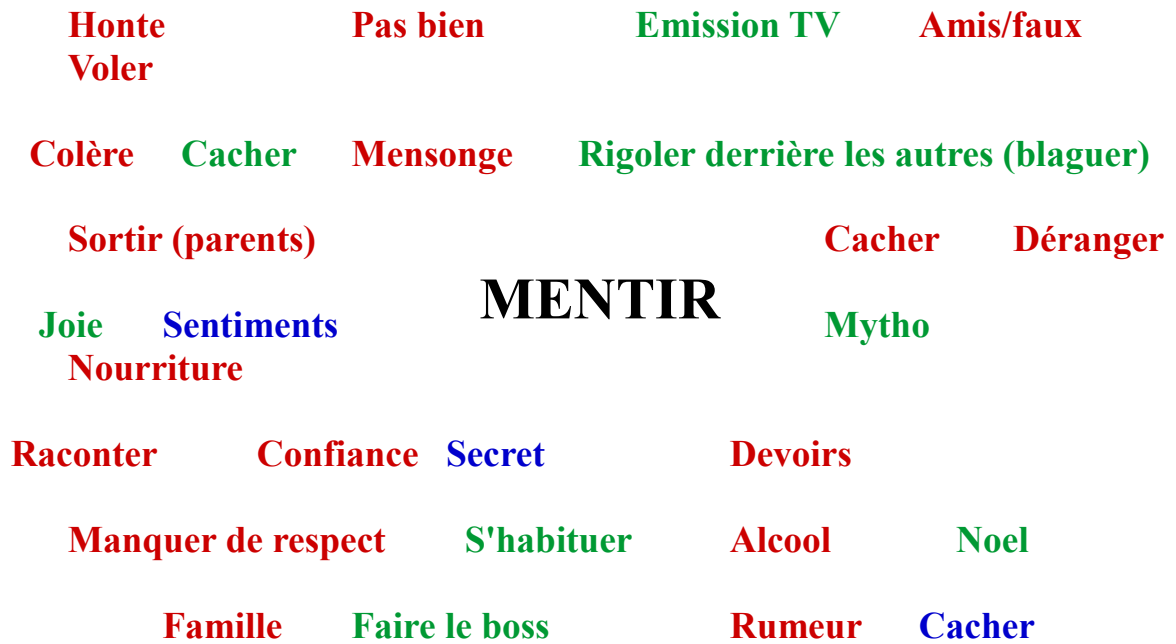 Honte Pas bien Emission TV Amis/faux
Voler
Colère Cacher Mensonge Rigoler derrière les autres (blaguer)
Sortir (parents) Cacher Déranger
MENTIR
Joie Sentiments Mytho
Nourriture
Raconter Confiance Secret Devoirs
Manquer de respect S'habituer Alcool Noel
Famille Faire le boss Rumeur Cacher